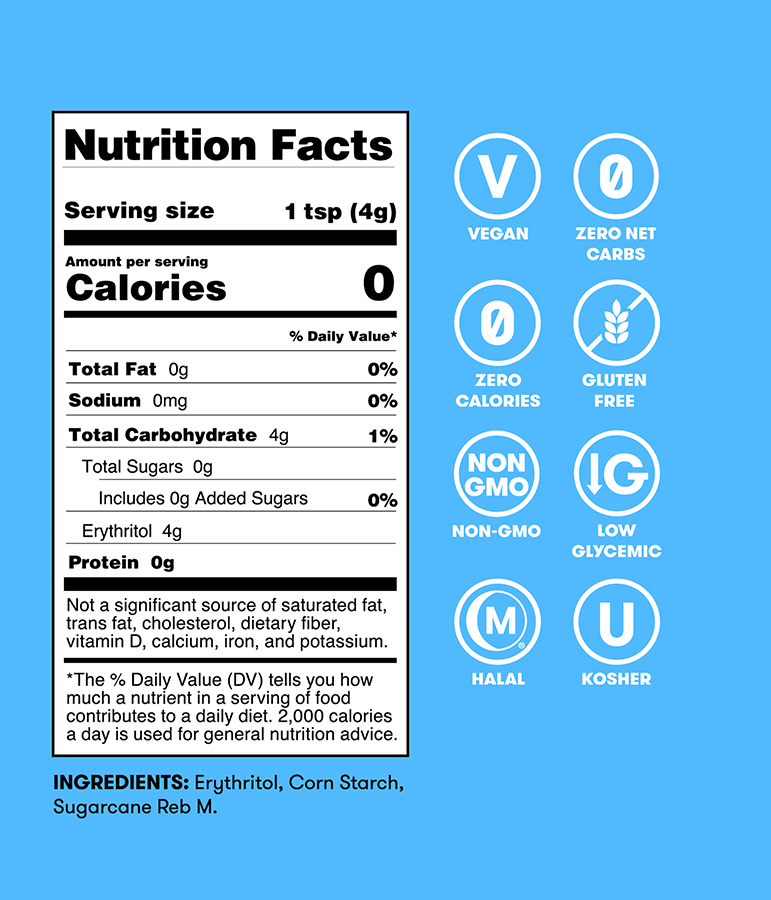 Nutrition Facts
Serving size 1 tsp (4g)
Amount per serving
Calories 0
% Daily Value*
Total Fat 0g 0%
Sodium 0mg 0%
Total Carbohydrate 4g 1%
Total Sugars 0g
Includes 0g Added Sugars 0%
Erythritol 4g
Protein 0g
Not a significant source of saturated fat,
trans fat, cholesterol, dietary fiber,
vitamin D, calcium, iron, and potassium.
*The % Daily Value (DV) tells you how
much a nutrient in a serving of food
contributes to a daily diet. 2,000 calories
a day is used for general nutrition advice.
INGREDIENTS: Erythritol, Corn Starch,
Sugarcane Reb M.
V
VEGAN
0
ZERO NET
CARBS
0
ZERO
CALORIES
GLUTEN
FREE
NON
GMO
NON-GMO
↓G
LOW
GLYCEMIC
M
®
HALAL
U
KOSHER